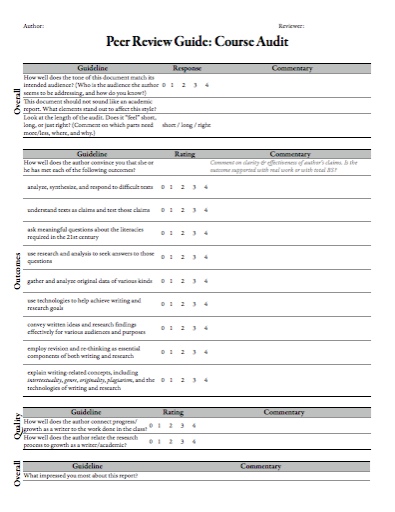 Author:
Reviewer:
Peer Review Guide: Course Audit
Overall
Guideline Response Commentary
How well does the tone of this document match its
intended audience? (Who is the audience the author
seems to be addressing, and how do you know?)
0 1 2 3 4
This document should not sound like an academic
report. What elements stand out to affect this style?
Look at the length of the audit. Does it "feel" short,
long, or just right? (Comment on which parts need
more/less, where, and why.)
short / long / right
Outcomes
Guideline Rating Commentary
How well does the author convince you that she or
he has met each of the following outcomes?
Comment on clarity & effectiveness of author's claims. Is the
outcome supported with real work or with total BS?
analyze, synthesize, and respond to difficult texts 0 1 2 3 4
understand texts as claims and test those claims 0 1 2 3 4
ask meaningful questions about the literacies
required in the 21st century
0 1 2 3 4
use research and analysis to seek answers to those
questions
0 1 2 3 4
gather and analyze original data of various kinds 0 1 2 3 4
use technologies to help achieve writing and
research goals
0 1 2 3 4
convey written ideas and research findings
effectively for various audiences and purposes
0 1 2 3 4
employ revision and re-thinking as essential
components of both writing and research
0 1 2 3 4
explain writing-related concepts, including
intertextuality, genre, originality, plagiarism, and the
technologies of writing and research
0 1 2 3 4
Quality
Guideline Rating Commentary
How well does the author connect progress/
growth as a writer to the work done in the class?
0 1 2 3 4
How well does the author relate the research
process to growth as a writer/academic?
0 1 2 3 4
Overall
Guideline Commentary
What impressed you most about this report?